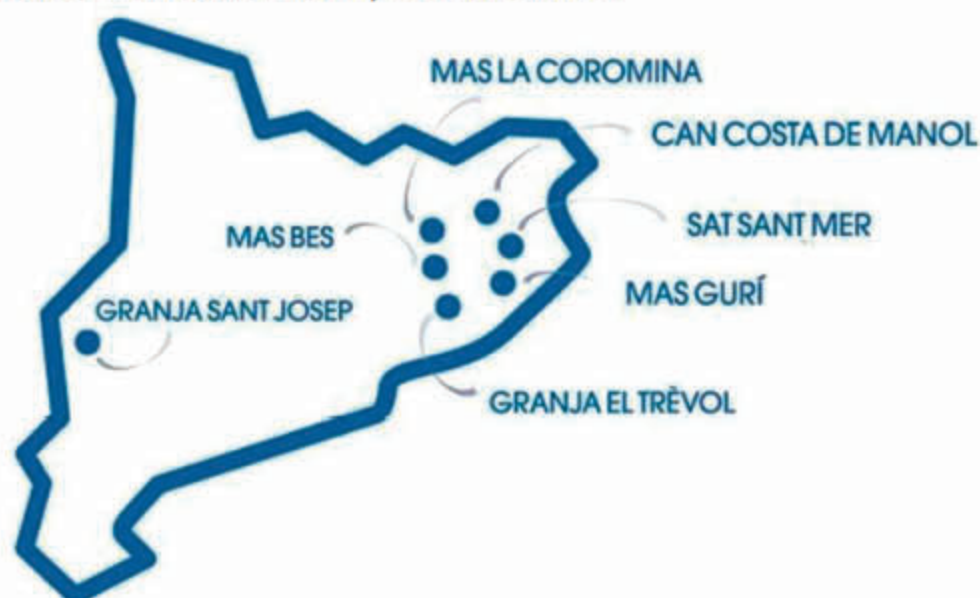 MAS LA COROMINA
CAN COSTA DE MANOL
SAT SANT MER
MAS BES
MAS GURÍ
GRANJA SANT JOSEP
GRANJA EL TRÈVOL